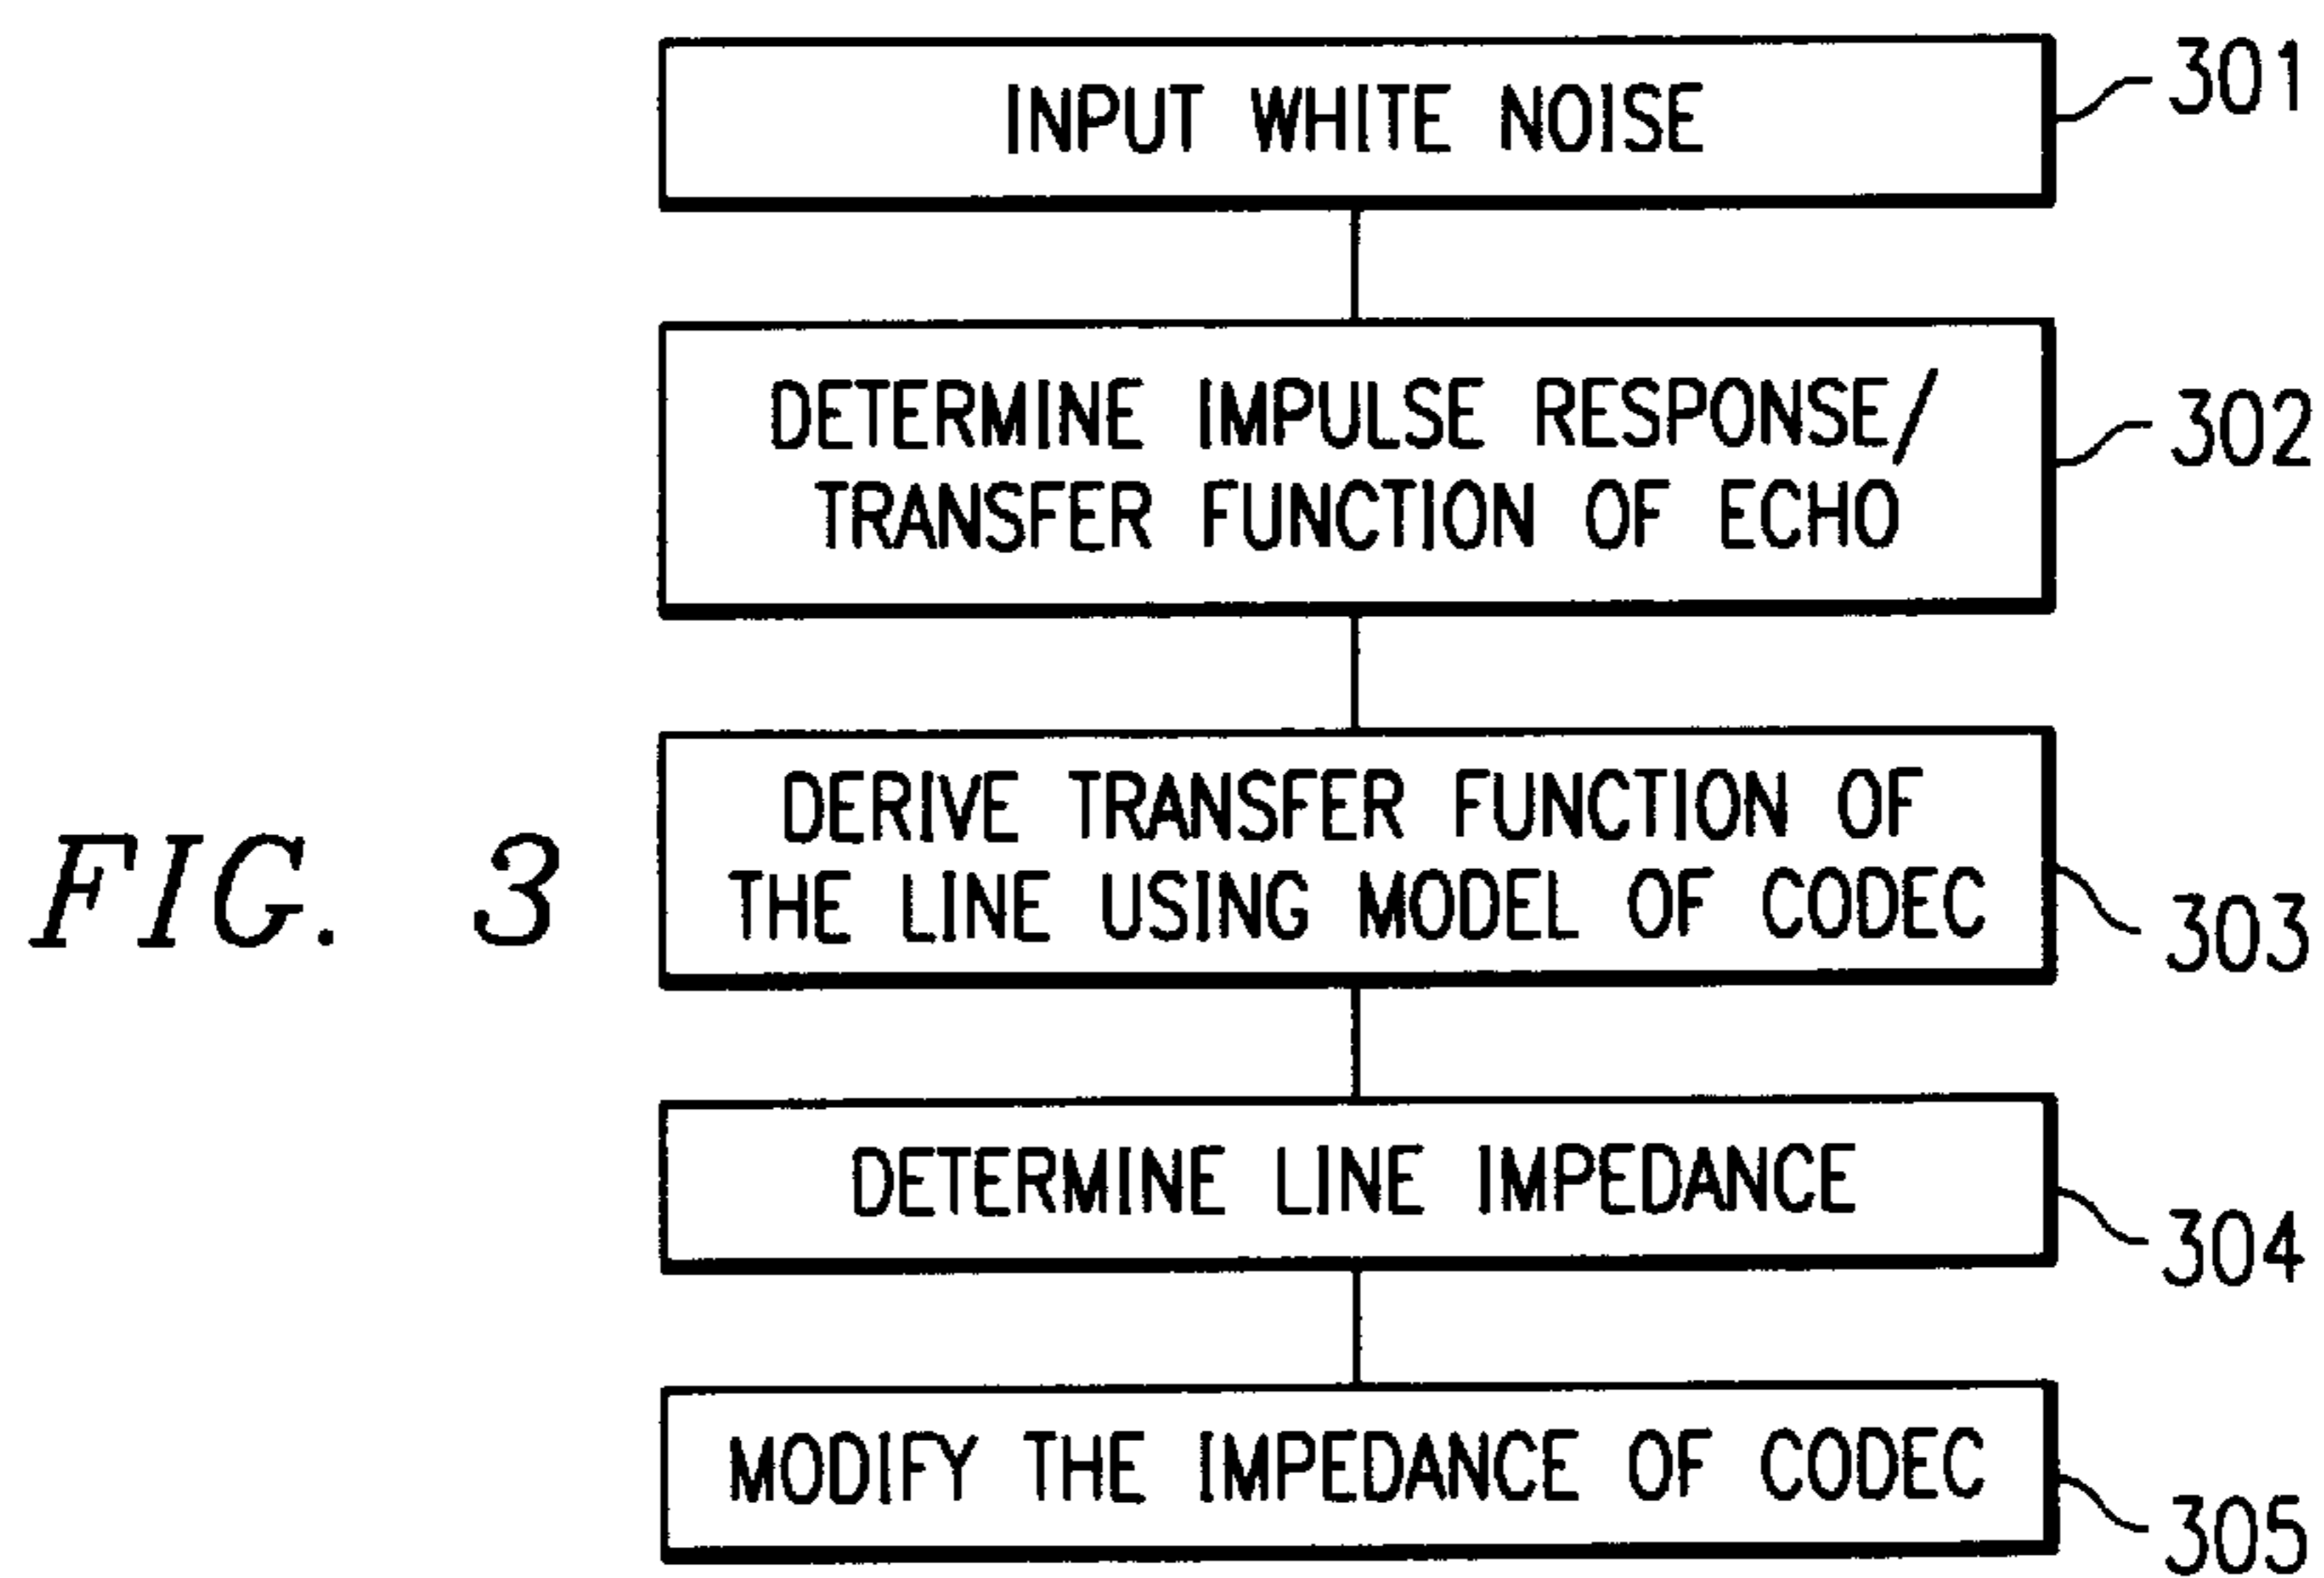 INPUT WHITE NOISE
301
DETERMINE IMPULSE RESPONSE/
TRANSFER FUNCTION OF ECHO
302
DERIVE TRANSFER FUNCTION OF
THE LINE USING MODEL OF CODEC
303
FIG. 3
DETERMINE LINE IMPEDANCE
304
MODIFY THE IMPEDANCE OF CODEC
305